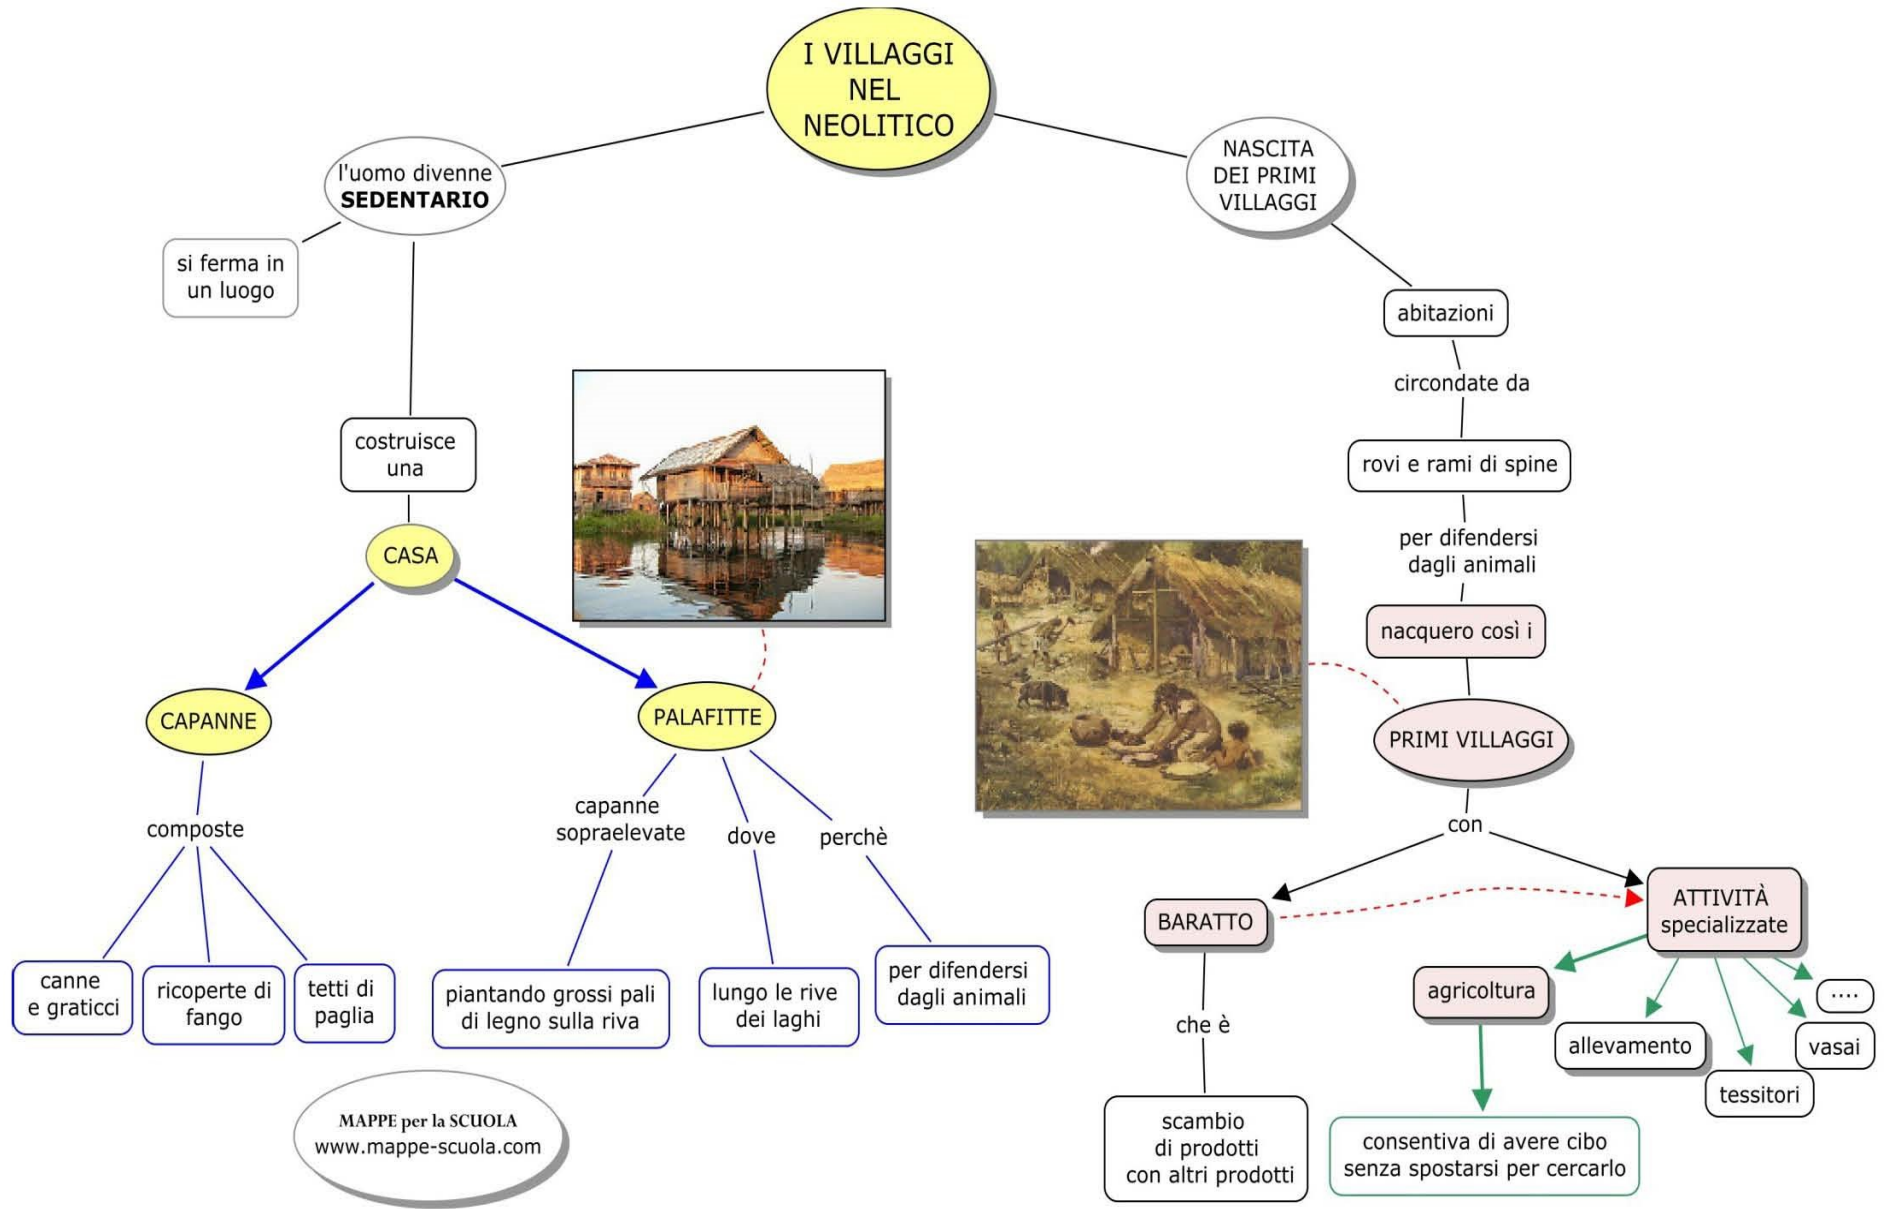 I VILLAGGI
NEL
NEOLITICO
l'uomo divenne
SEDENTARIO
si ferma in
un luogo
costruisce
una
CASA
CAPANNE
composte
canne
e graticci
ricoperte di
fango
tetti di
paglia
PALAFITTE
capanne
sopraelevate
piantando grossi pali
di legno sulla riva
dove
lungo le rive
dei laghi
perchè
per difendersi
dagli animali
NASCITA
DEI PRIMI
VILLAGGI
abitazioni
circondate da
rovi e rami di spine
per difendersi
dagli animali
nacquero così i
PRIMI VILLAGGI
con
BARATTO
che è
scambio
di prodotti
con altri prodotti
ATTIVITÀ
specializzate
agricoltura
consentiva di avere cibo
senza spostarsi per cercarlo
allevamento
tessitori
vasai
....
MAPPE per la SCUOLA
www.mappe-scuola.com